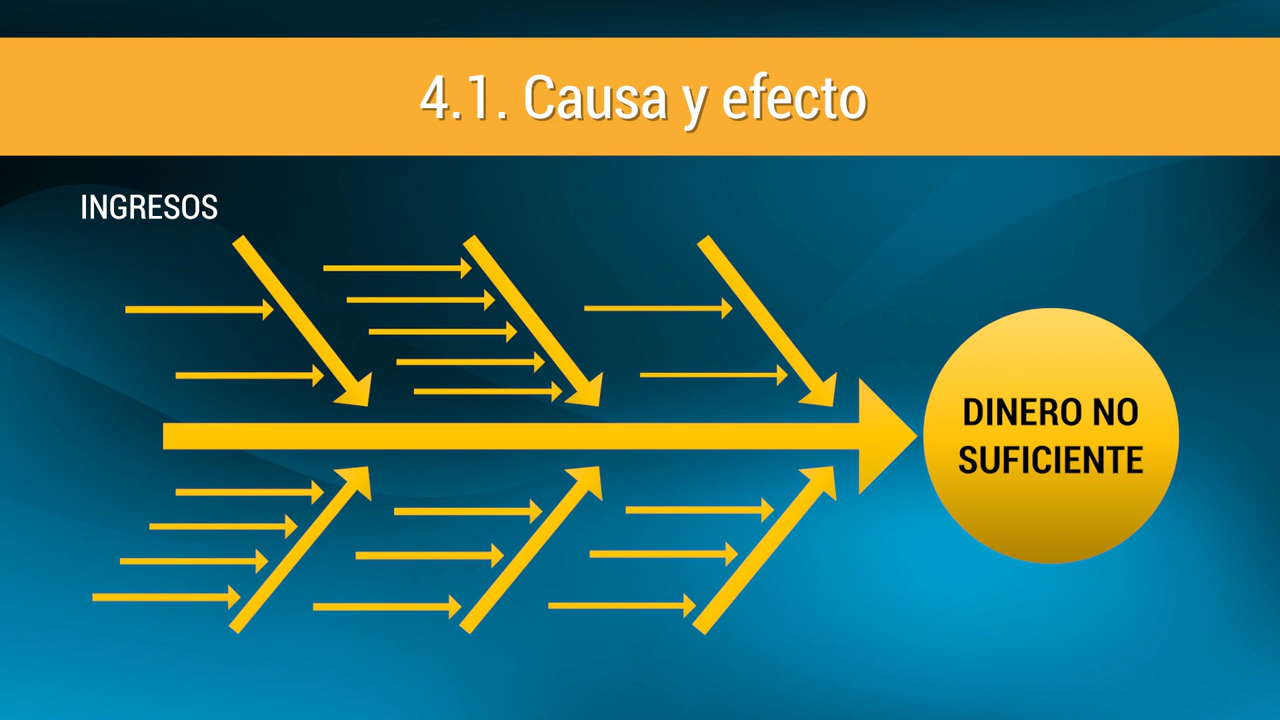 4.1. Causa y efecto
INGRESOS
DINERO NO
SUFICIENTE